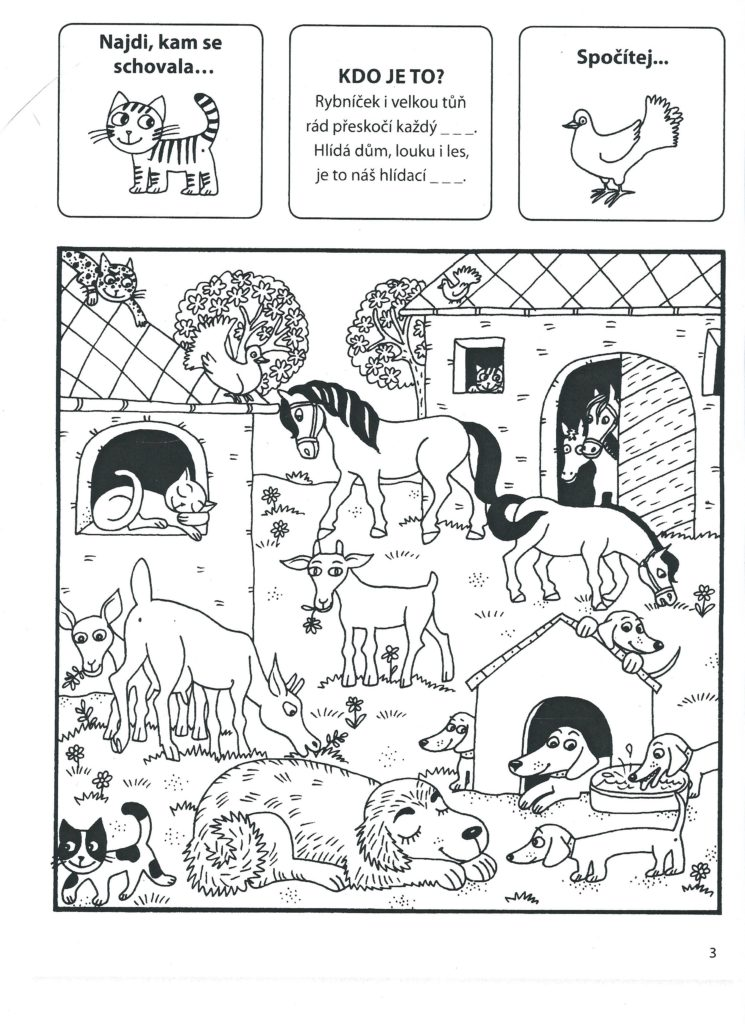 Najdi, kam se
schovala…
KDO JE TO?
Rybníček i velkou tůň
rád přeskočí každý _ _ _.
Hlídá dům, louku i les,
je to náš hlídací _ _ _.
Spočítej...
3